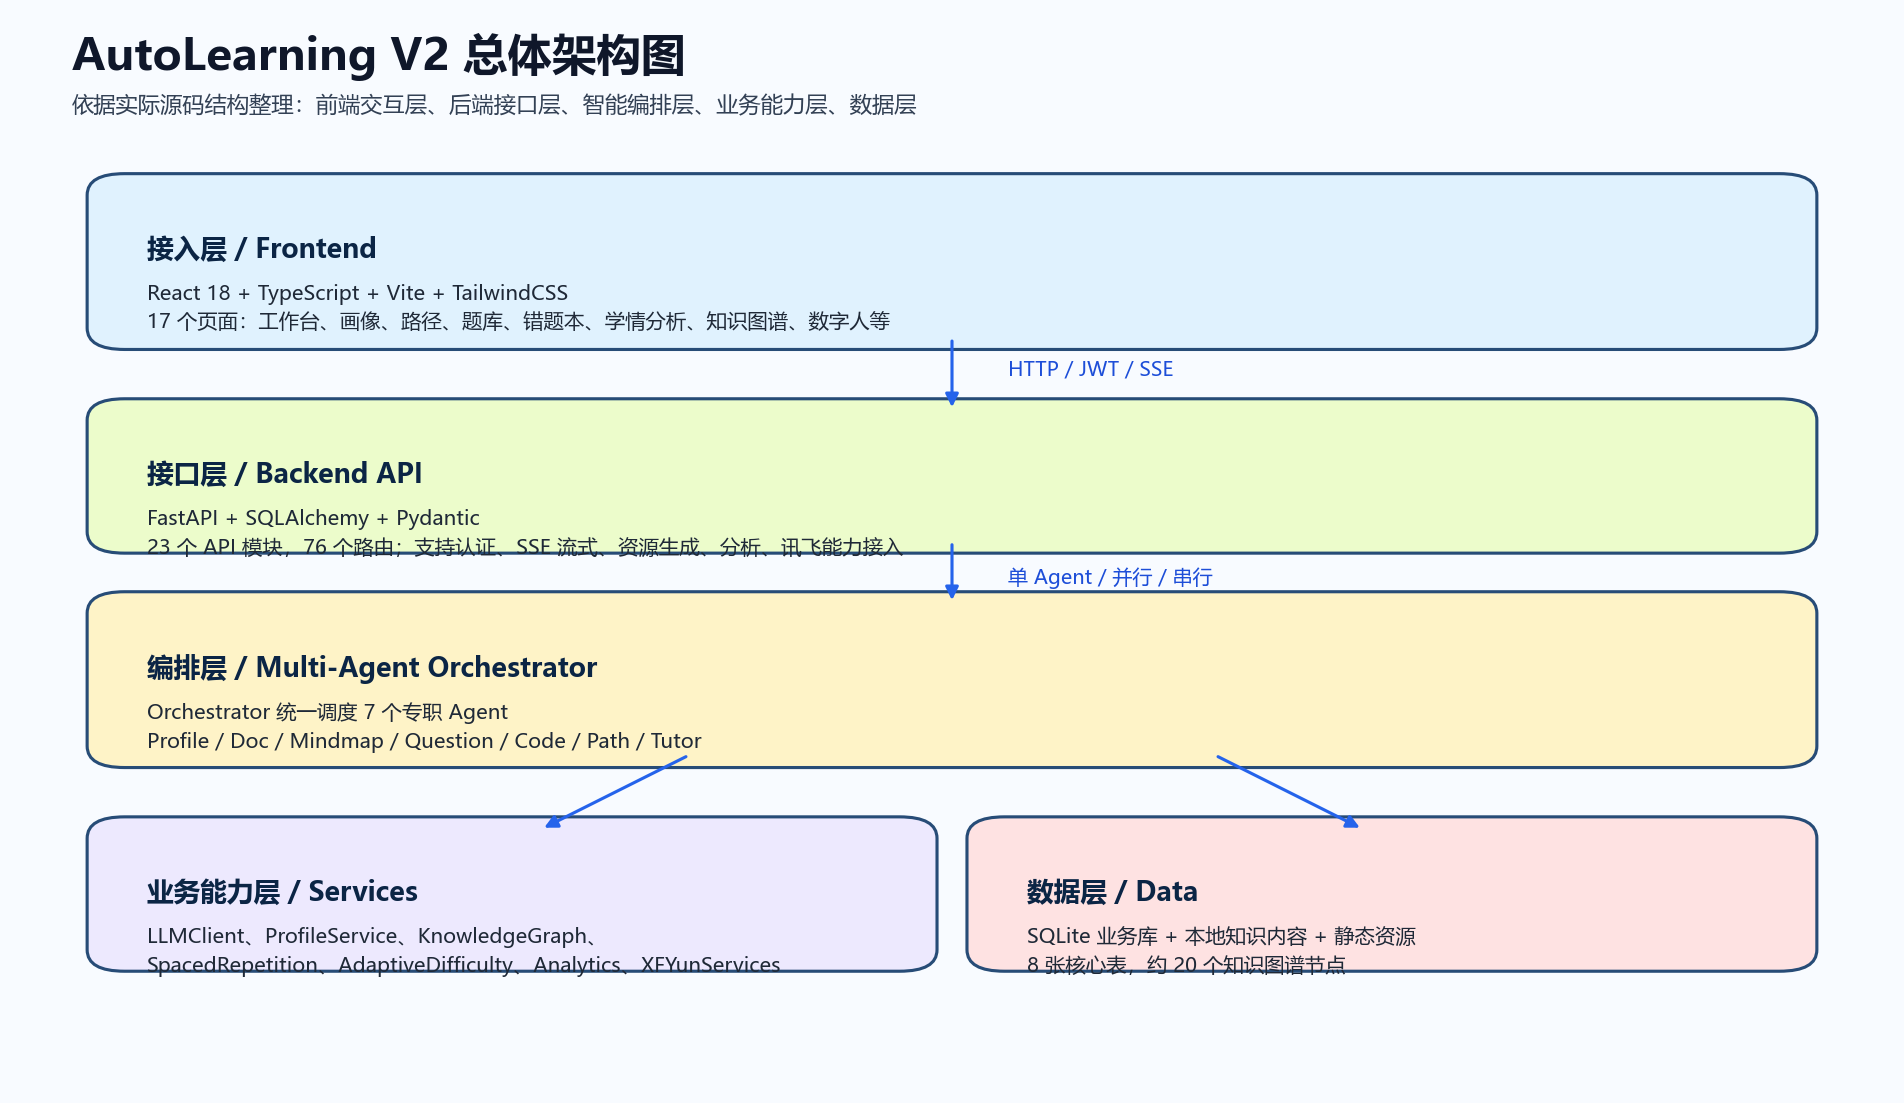 AutoLearning V2 总体架构图
依据实际源码结构整理：前端交互层、后端接口层、智能编排层、业务能力层、数据层
接入层 / Frontend
React 18 + TypeScript + Vite + TailwindCSS
17 个页面：工作台、画像、路径、题库、错题本、学情分析、知识图谱、数字人等
HTTP / JWT / SSE
接口层 / Backend API
FastAPI + SQLAlchemy + Pydantic
23 个 API 模块，76 个路由；支持认证、SSE 流式、资源生成、分析、讯飞能力接入
单 Agent / 并行 / 串行
编排层 / Multi-Agent Orchestrator
Orchestrator 统一调度 7 个专职 Agent
Profile / Doc / Mindmap / Question / Code / Path / Tutor
业务能力层 / Services
LLMClient、ProfileService、KnowledgeGraph、
SpacedRepetition、AdaptiveDifficulty、Analytics、XFYunServices
数据层 / Data
SQLite 业务库 + 本地知识内容 + 静态资源
8 张核心表，约 20 个知识图谱节点